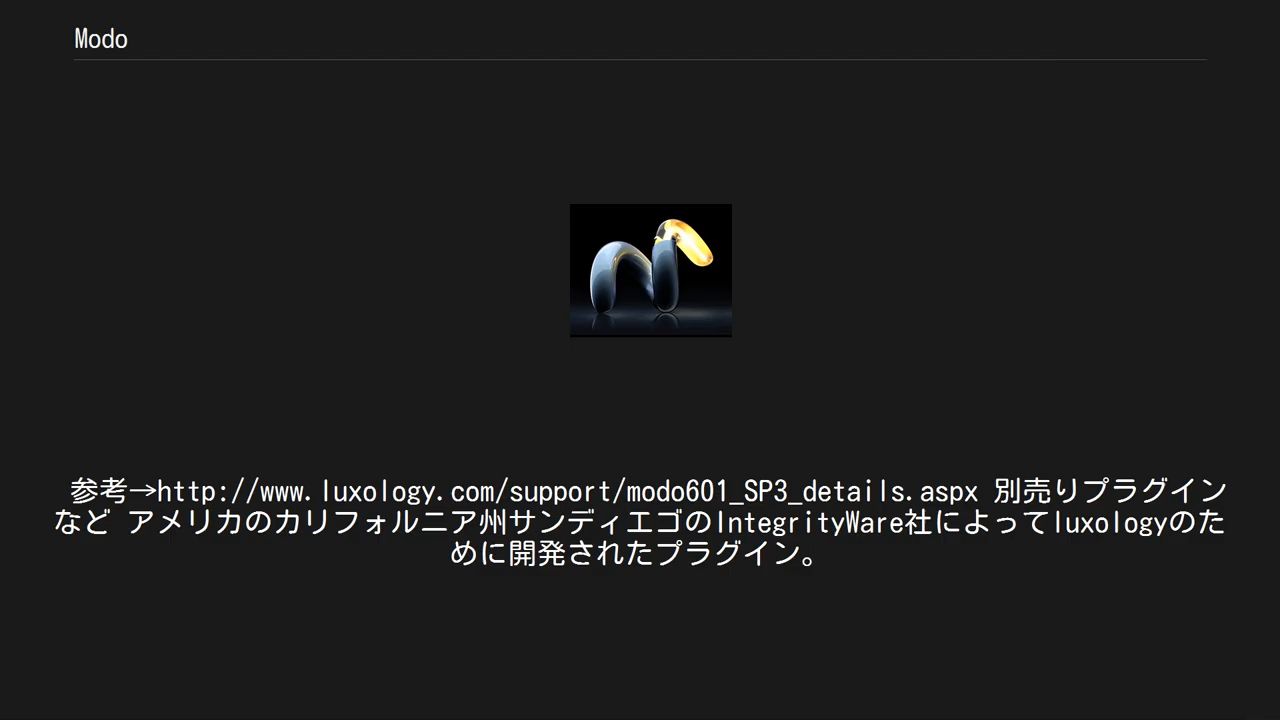 Modo
参考→http://www.luxology.com/support/modo601_SP3_details.aspx 別売りプラグイン
など アメリカのカリフォルニア州サンディエゴのIntegrityWare社によってluxologyのた
めに開発されたプラグイン。